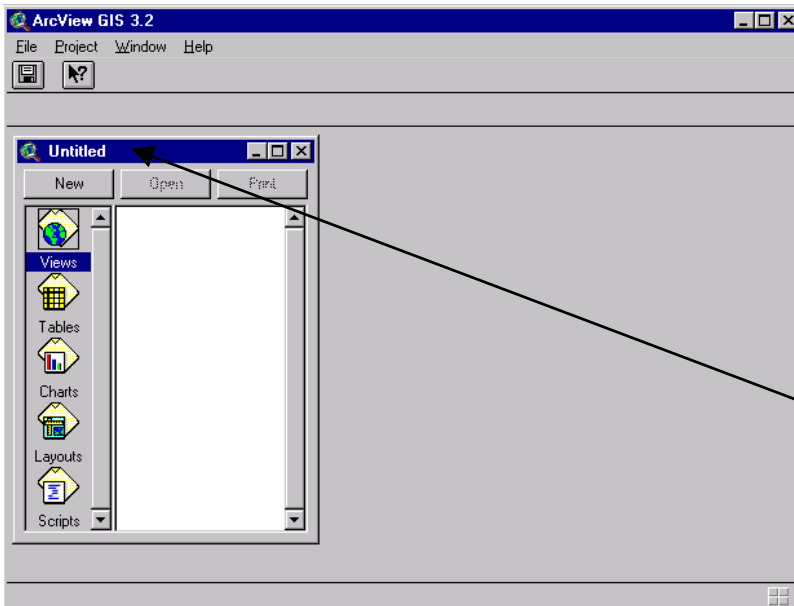 ArcView GIS 3.2
File Project Window Help
Untitled
New Open Print
Views
Tables
Charts
Layouts
Scripts